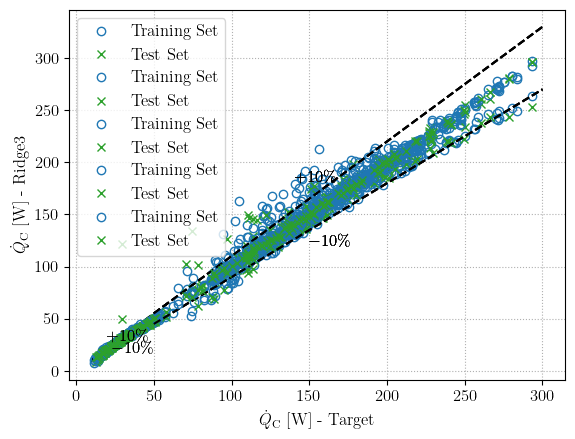 Training Set
Test Set
Training Set
Test Set
Training Set
Test Set
Training Set
Test Set
Training Set
Test Set
300
250
200
150
100
50
0
Q̇_C [W] - Ridge3
+10%
−10%
+10%
−10%
0 50 100 150 200 250 300
Q̇_C [W] - Target